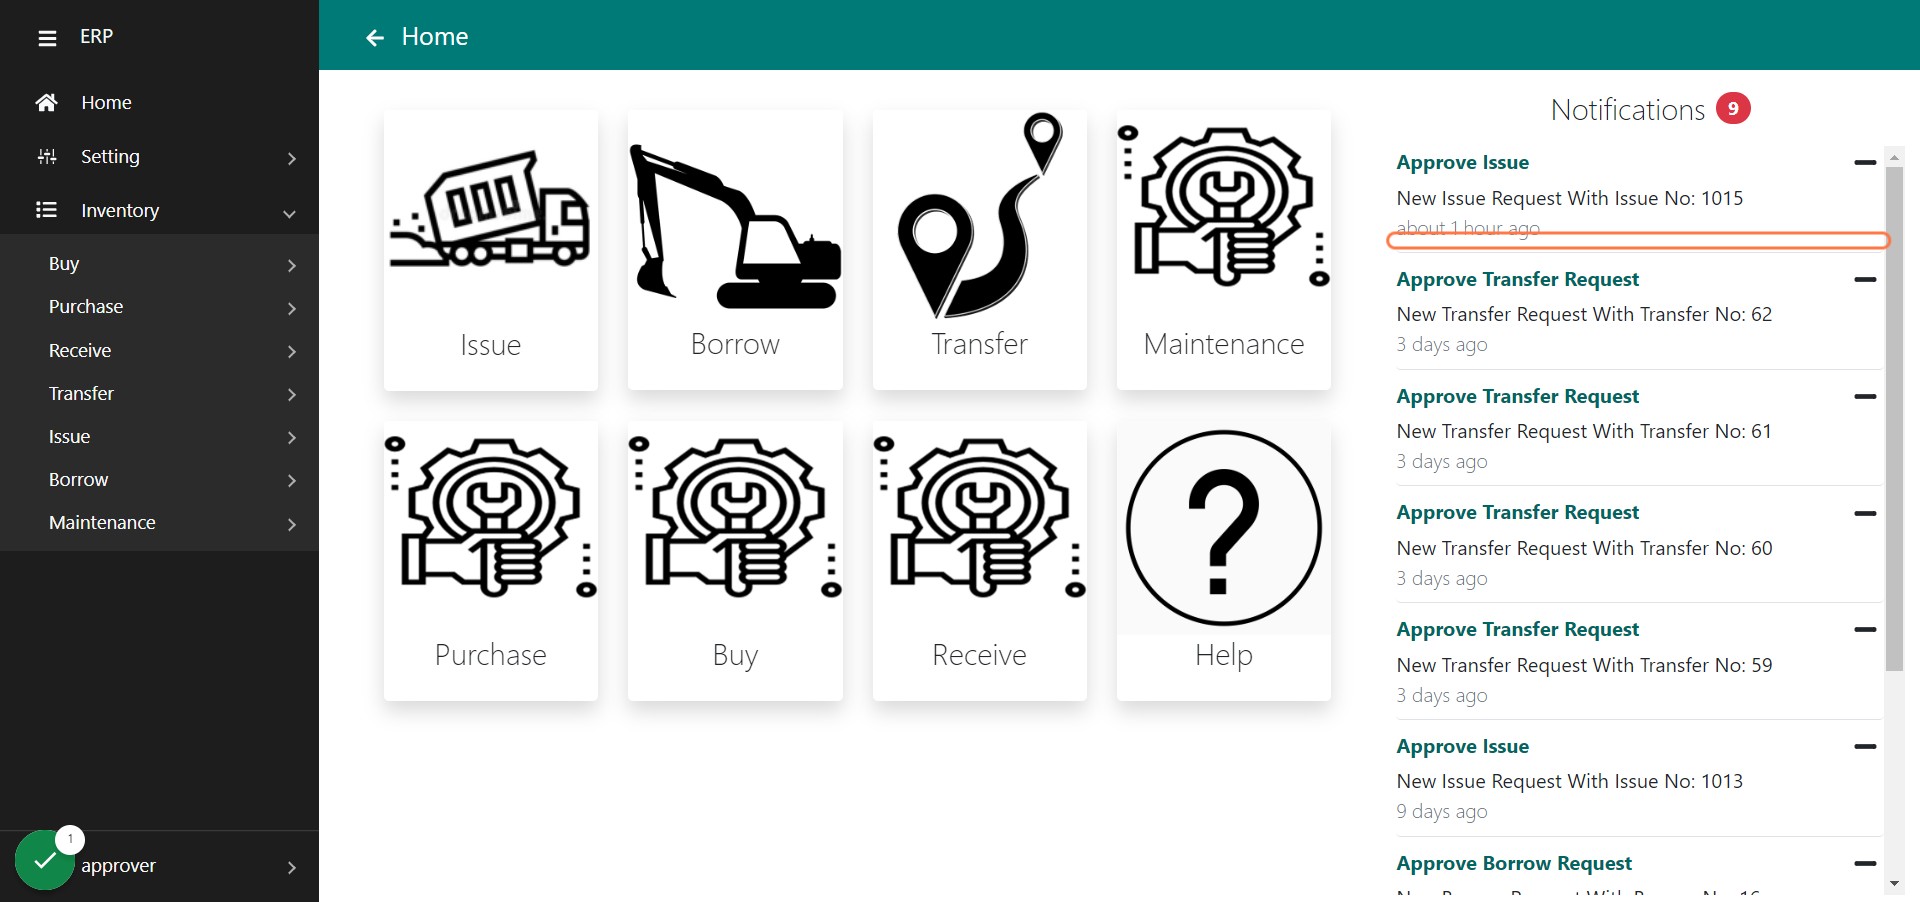 ERP
Home
Setting
Inventory
Buy
Purchase
Receive
Transfer
Issue
Borrow
Maintenance
1
approver
Home
Issue
Borrow
Transfer
Maintenance
Purchase
Buy
Receive
Help
Notifications 9
Approve Issue
New Issue Request With Issue No: 1015
about 1 hour ago
Approve Transfer Request
New Transfer Request With Transfer No: 62
3 days ago
Approve Transfer Request
New Transfer Request With Transfer No: 61
3 days ago
Approve Transfer Request
New Transfer Request With Transfer No: 60
3 days ago
Approve Transfer Request
New Transfer Request With Transfer No: 59
3 days ago
Approve Issue
New Issue Request With Issue No: 1013
9 days ago
Approve Borrow Request